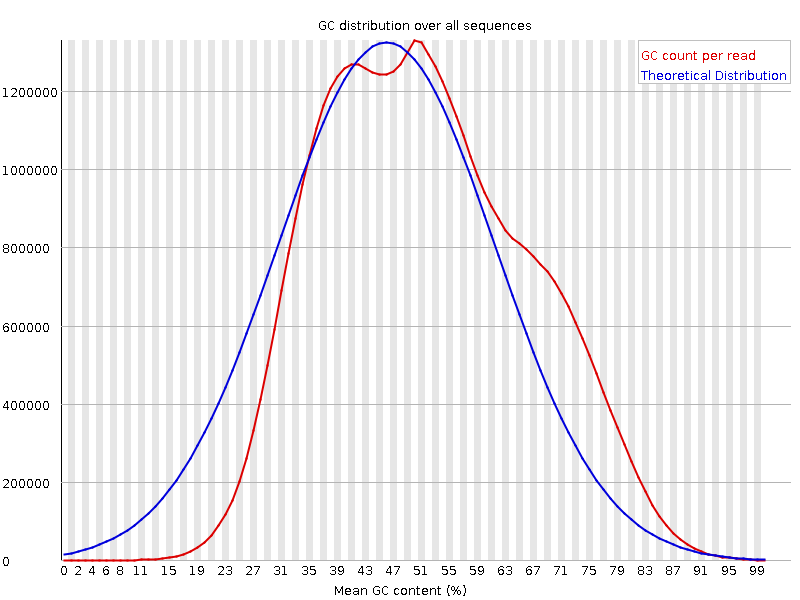 GC distribution over all sequences
GC count per read
Theoretical Distribution
1200000
1000000
800000
600000
400000
200000
0
0 2 4 6 8 11 15 19 23 27 31 35 39 43 47 51 55 59 63 67 71 75 79 83 87 91 95 99
Mean GC content (%)